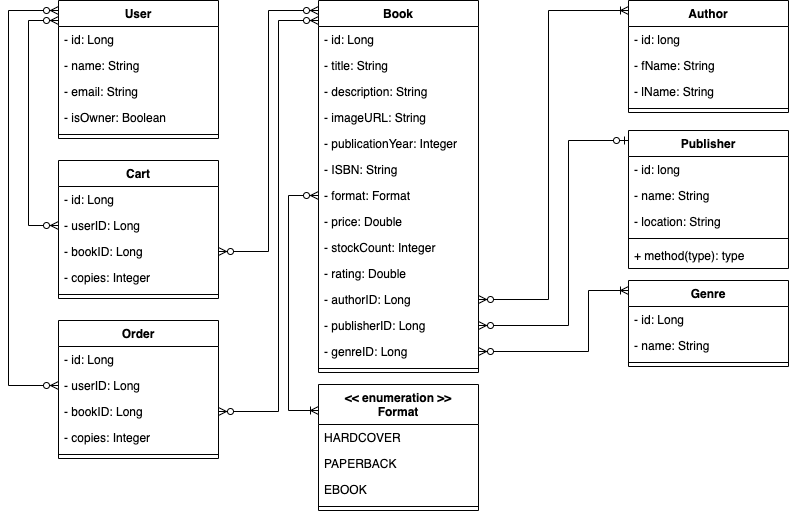 User
- id: Long
- name: String
- email: String
- isOwner: Boolean
Cart
- id: Long
- userID: Long
- bookID: Long
- copies: Integer
Order
- id: Long
- userID: Long
- bookID: Long
- copies: Integer
Book
- id: Long
- title: String
- description: String
- imageURL: String
- publicationYear: Integer
- ISBN: String
- format: Format
- price: Double
- stockCount: Integer
- rating: Double
- authorID: Long
- publisherID: Long
- genreID: Long
<< enumeration >>
Format
HARDCOVER
PAPERBACK
EBOOK
Author
- id: long
- fName: String
- lName: String
Publisher
- id: long
- name: String
- location: String
+ method(type): type
Genre
- id: Long
- name: String